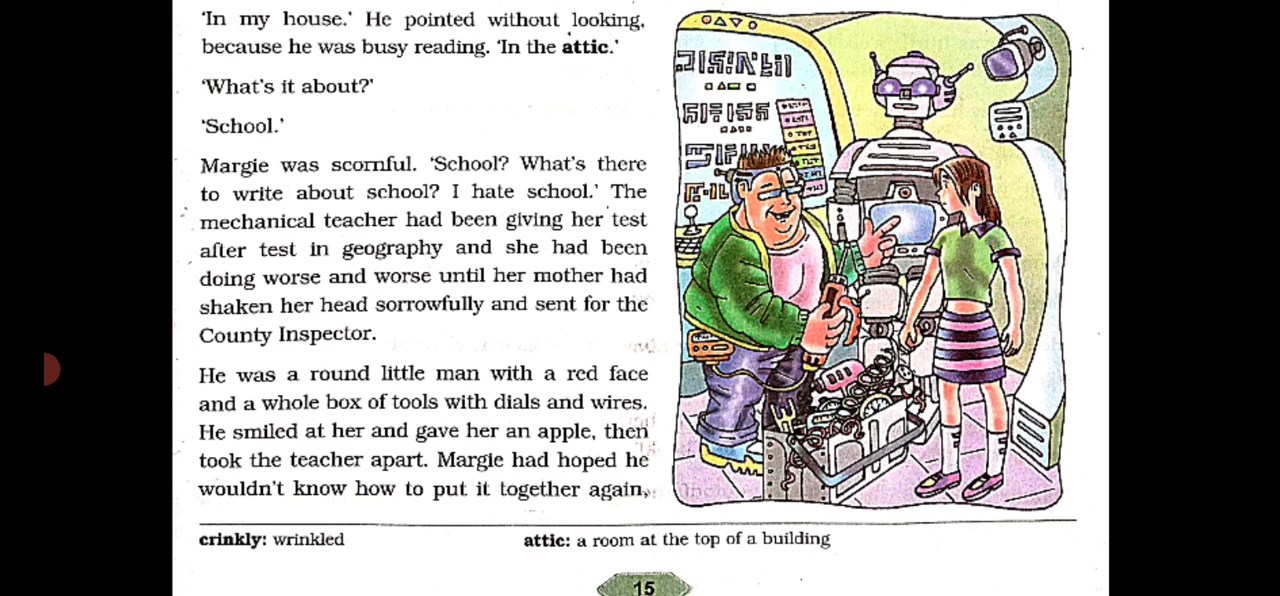 ‘In my house.’ He pointed without looking,
because he was busy reading. ‘In the attic.’
‘What’s it about?’
‘School.’
Margie was scornful. ‘School? What’s there
to write about school? I hate school.’ The
mechanical teacher had been giving her test
after test in geography and she had been
doing worse and worse until her mother had
shaken her head sorrowfully and sent for the
County Inspector.
He was a round little man with a red face
and a whole box of tools with dials and wires.
He smiled at her and gave her an apple, then
took the teacher apart. Margie had hoped he
wouldn’t know how to put it together again,
crinkly: wrinkled
attic: a room at the top of a building
15